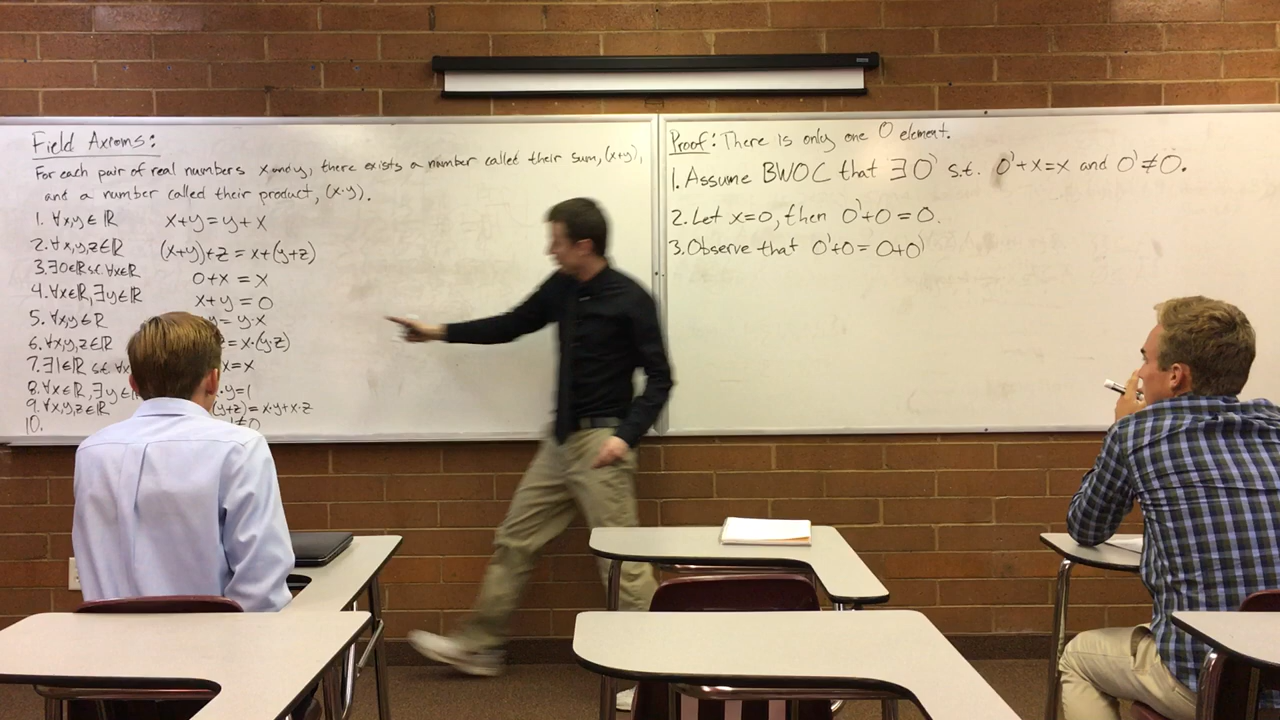 Field Axioms:
For each pair of real numbers x and y, there exists a number called their sum, (x+y),
and a number called their product, (x·y).
1. ∀x,y∈ℝ x+y=y+x
2. ∀x,y,z∈ℝ (x+y)+z=x+(y+z)
3. ∃0∈ℝ s.t. ∀x∈ℝ 0+x=x
4. ∀x∈ℝ, ∃y∈ℝ x+y=0
5. ∀x,y∈ℝ y=y·x
6. ∀x,y,z∈ℝ z=x·(y·z)
7. ∃1∈ℝ s.t. ∀x x=x
8. ∀x∈ℝ, ∃y∈ ·y=1
9. ∀x,y,z∈ℝ (y+z)=x·y+x·z
10. ≠0
Proof: There is only one 0 element.
1. Assume BWOC that ∃0' s.t. 0'+x=x and 0'≠0.
2. Let x=0, then 0'+0=0.
3. Observe that 0'+0=0+0'